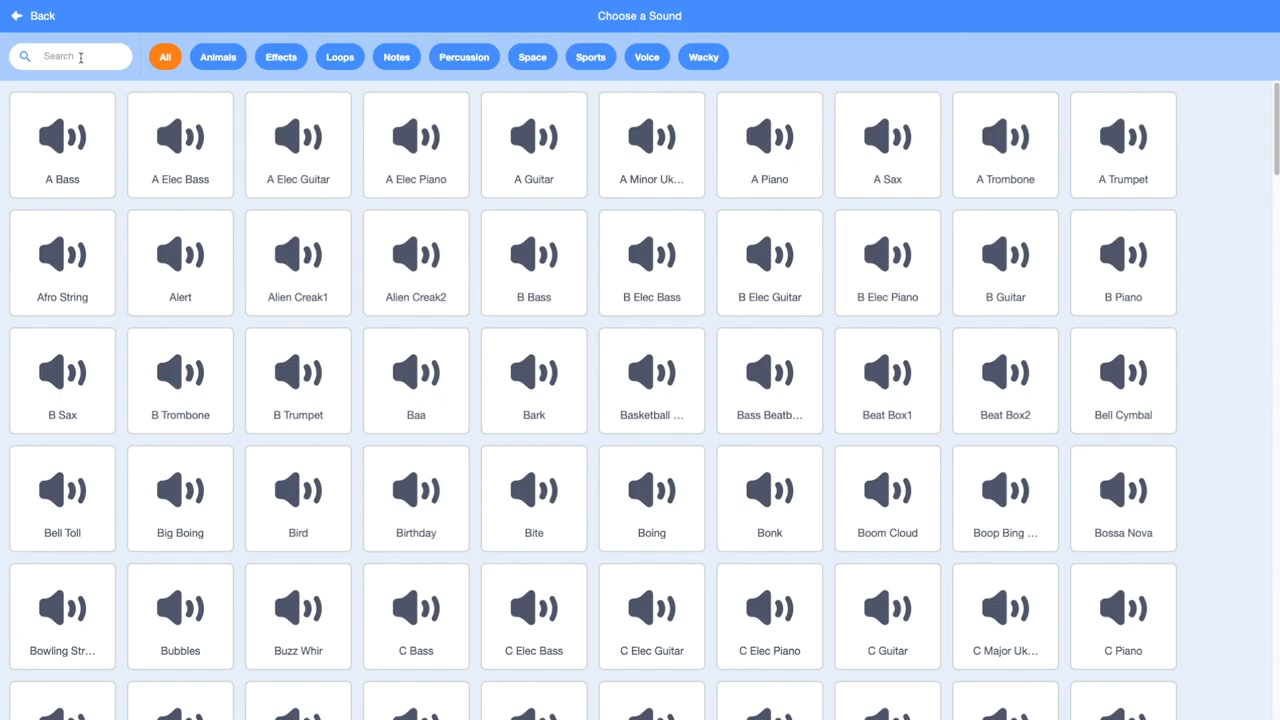 Back
Choose a Sound
Search
All Animals Effects Loops Notes Percussion Space Sports Voice Wacky
A Bass A Elec Bass A Elec Guitar A Elec Piano A Guitar A Minor Uk... A Piano A Sax A Trombone A Trumpet
Afro String Alert Alien Creak1 Alien Creak2 B Bass B Elec Bass B Elec Guitar B Elec Piano B Guitar B Piano
B Sax B Trombone B Trumpet Baa Bark Basketball ... Bass Beatb... Beat Box1 Beat Box2 Bell Cymbal
Bell Toll Big Boing Bird Birthday Bite Boing Bonk Boom Cloud Boop Bing ... Bossa Nova
Bowling Str... Bubbles Buzz Whir C Bass C Elec Bass C Elec Guitar C Elec Piano C Guitar C Major Uk... C Piano